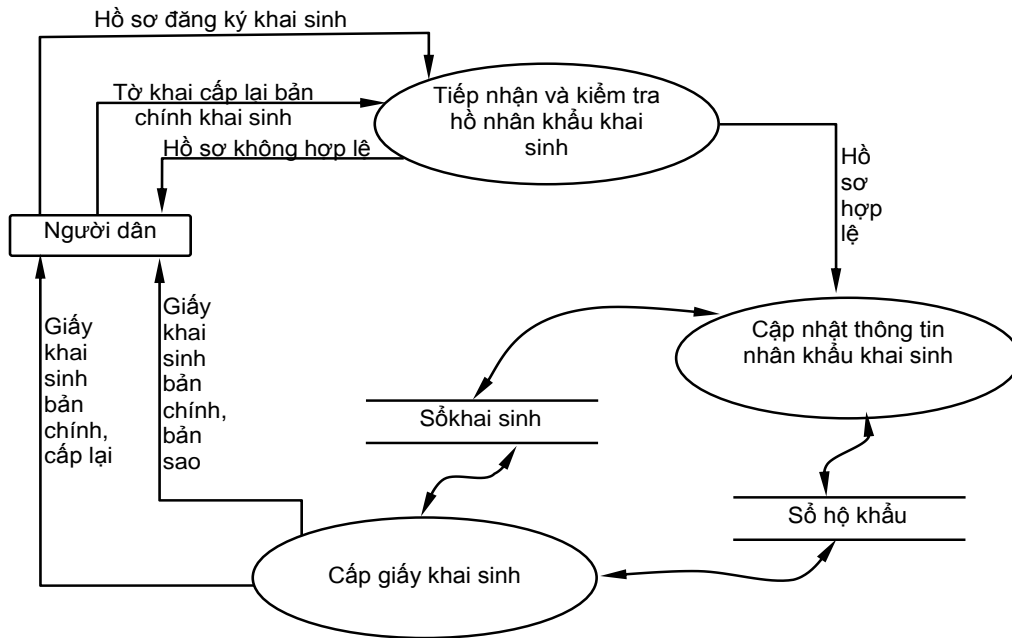 Hồ sơ đăng ký khai sinh
Tờ khai cấp lại bản
chính khai sinh
Hồ sơ không hợp lệ
Tiếp nhận và kiểm tra
hồ nhân khẩu khai
sinh
Hồ
sơ
hợp
lệ
Người dân
Giấy
khai
sinh
bản
chính,
cấp lại
Giấy
khai
sinh
bản
chính,
bản
sao
Cập nhật thông tin
nhân khẩu khai sinh
Sổkhai sinh
Sổ hộ khẩu
Cấp giấy khai sinh